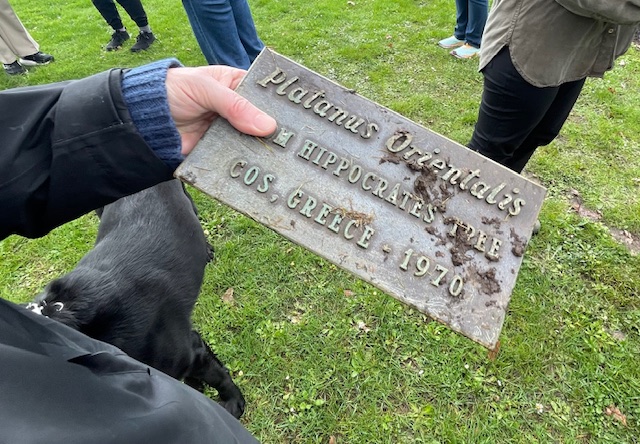 Platanus Orientalis
M HIPPOCRATES TREE
COS, GREECE - 1970